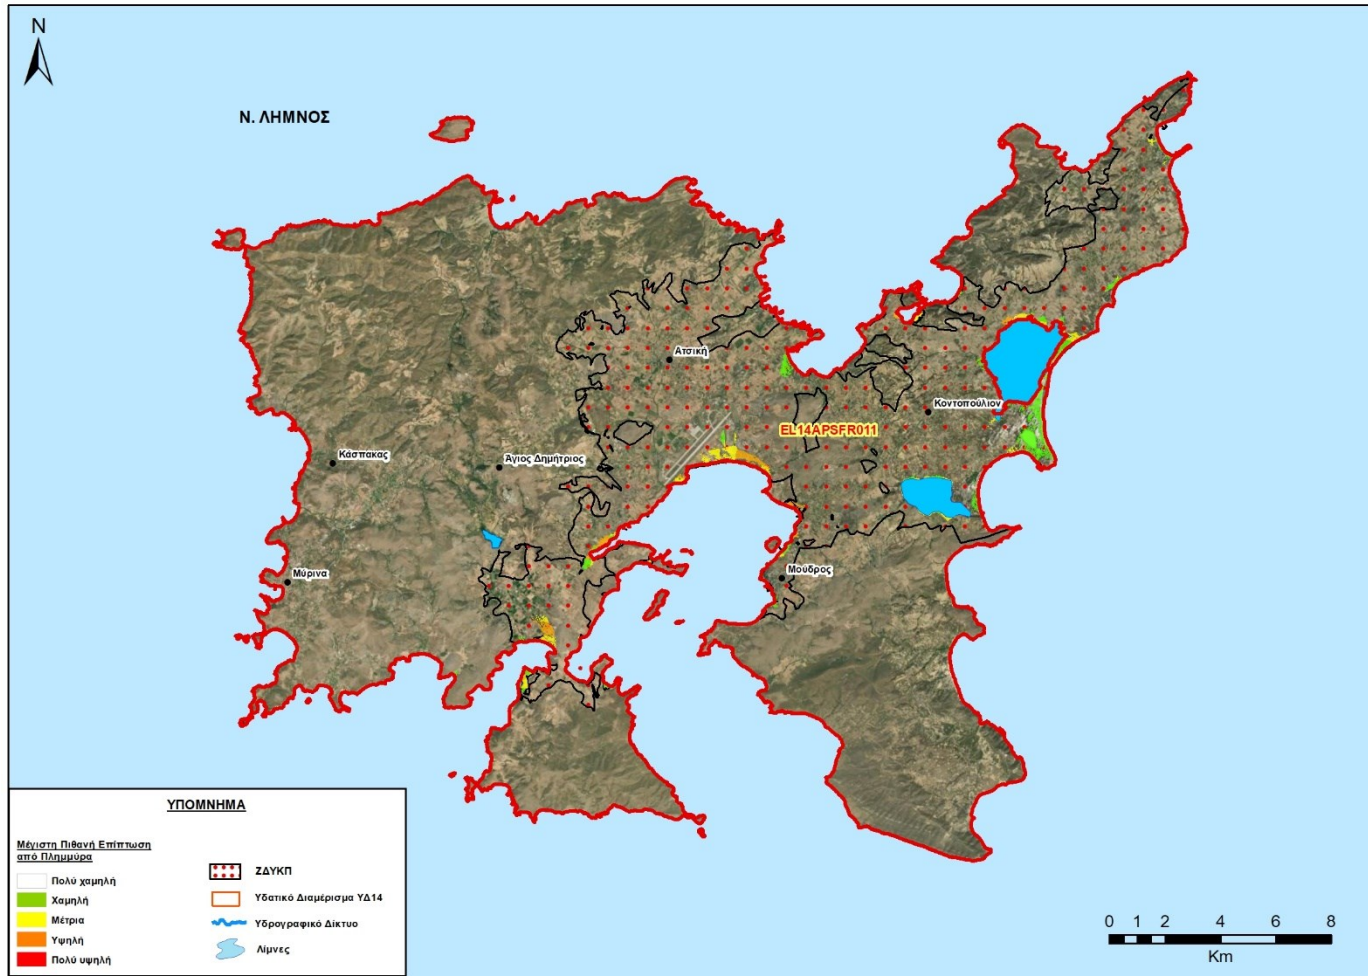 N
Ν. ΛΗΜΝΟΣ
Ατσική
Κοντοπούλιον
EL14APSFR011
Κάσπακας
Άγιος Δημήτριος
Μύρινα
Μούδρος
ΥΠΟΜΝΗΜΑ
Μέγιστη Πιθανή Επίπτωση
από Πλημμύρα
Πολύ χαμηλή
Χαμηλή
Μέτρια
Υψηλή
Πολύ υψηλή
ΖΔΥΚΠ
Υδατικό Διαμέρισμα ΥΔ14
Υδρογραφικό Δίκτυο
Λίμνες
0 1 2 4 6 8
Km